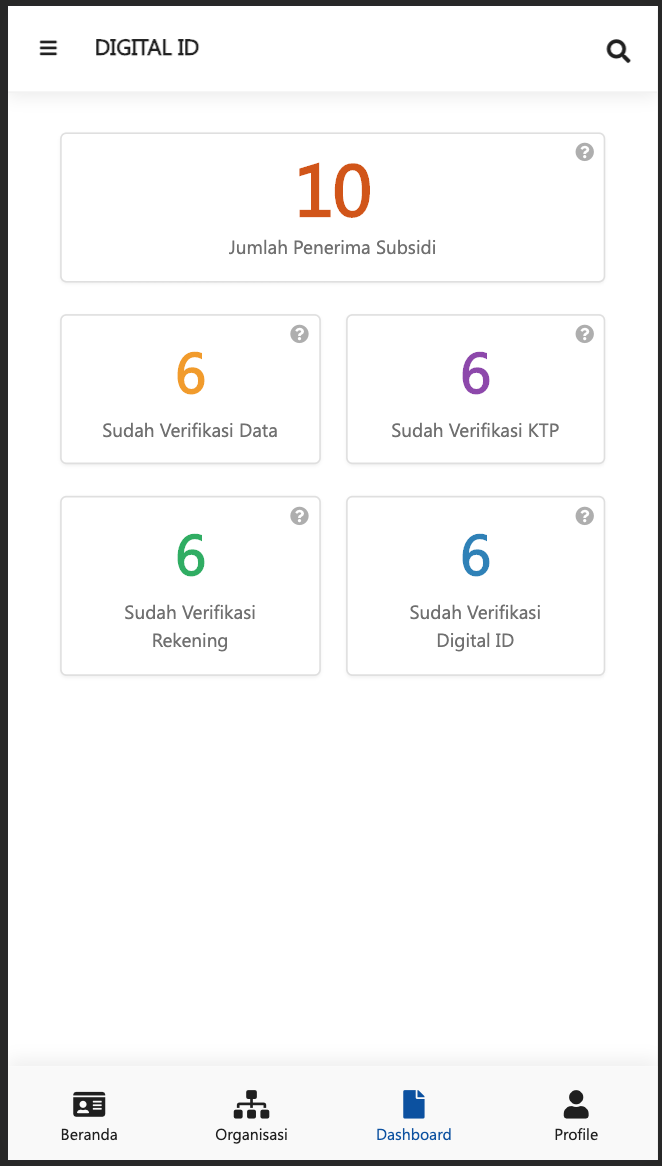 DIGITAL ID
10
Jumlah Penerima Subsidi
6
Sudah Verifikasi Data
6
Sudah Verifikasi KTP
6
Sudah Verifikasi
Rekening
6
Sudah Verifikasi
Digital ID
Beranda
Organisasi
Dashboard
Profile